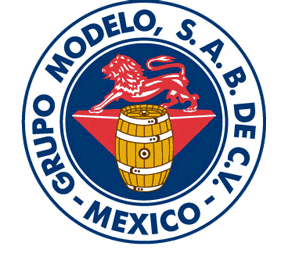 GRUPO MODELO, S.A.B. DE C.V.
- MEXICO -